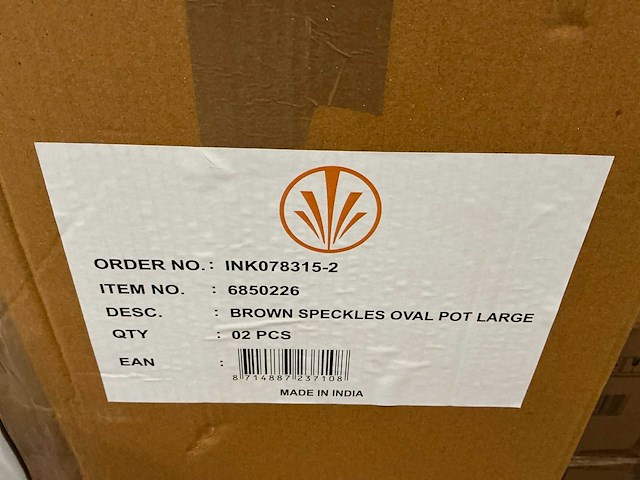 ORDER NO. : INK078315-2
ITEM NO. : 6850226
DESC. : BROWN SPECKLES OVAL POT LARGE
QTY : 02 PCS
EAN :
8 714887 237108
MADE IN INDIA